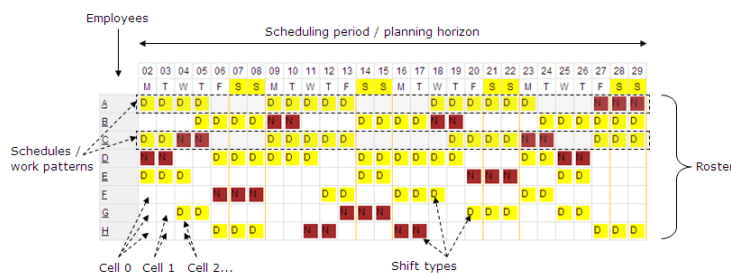 Employees
Scheduling period / planning horizon
02 03 04 05 06 07 08 09 10 11 12 13 14 15 16 17 18 19 20 21 22 23 24 25 26 27 28 29
M T W T F S S M T W T F S S M T W T F S S M T W T F S S
A D D D D D D D D D D D D D D D N N N
B D D D D N N D D D D N N D D D D D D
C D D N N D D D D D D D D D N N D D D
D N N D D D D D D D D D D D D D D N N
E D D D D D N N N D D
F N N N D D D D D D D
G D D N N N D D D D D
H D D D N N N N D D D
Schedules /
work patterns
Roster
Cell 0 Cell 1 Cell 2...
Shift types